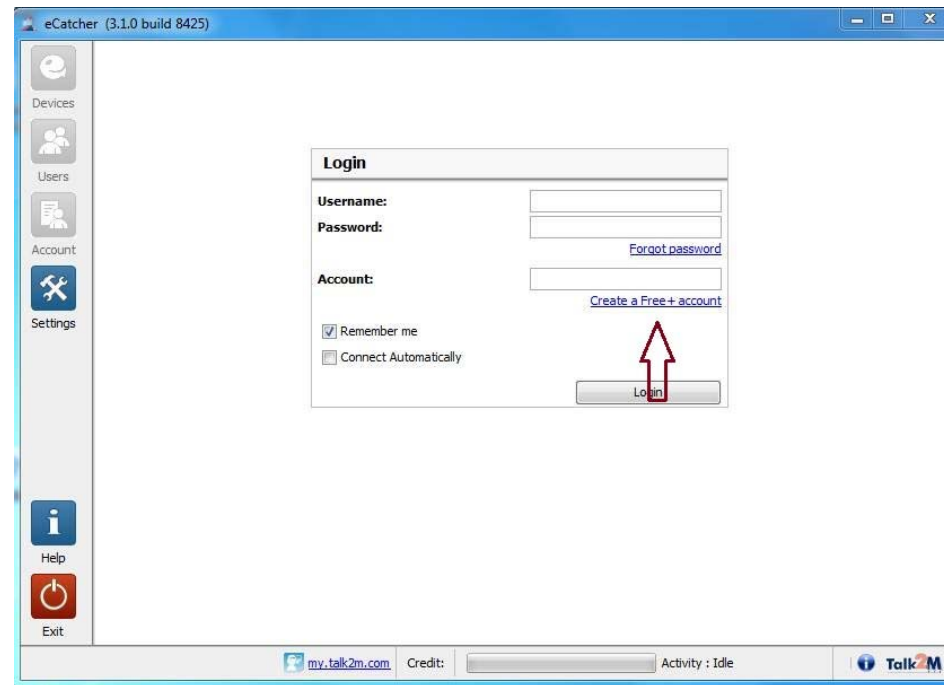 eCatcher (3.1.0 build 8425)
Devices
Users
Account
Settings
Help
Exit
Login
Username:
Password:
Forgot password
Account:
Create a Free+ account
Remember me
Connect Automatically
Login
my.talk2m.com Credit: Activity : Idle Talk2M